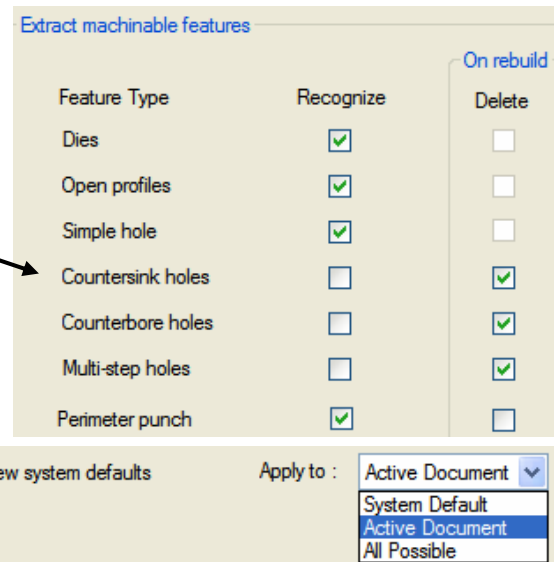 Extract machinable features
On rebuild
Feature Type Recognize Delete
Dies
Open profiles
Simple hole
Countersink holes
Counterbore holes
Multi-step holes
Perimeter punch
ew system defaults Apply to : Active Document
System Default
Active Document
All Possible